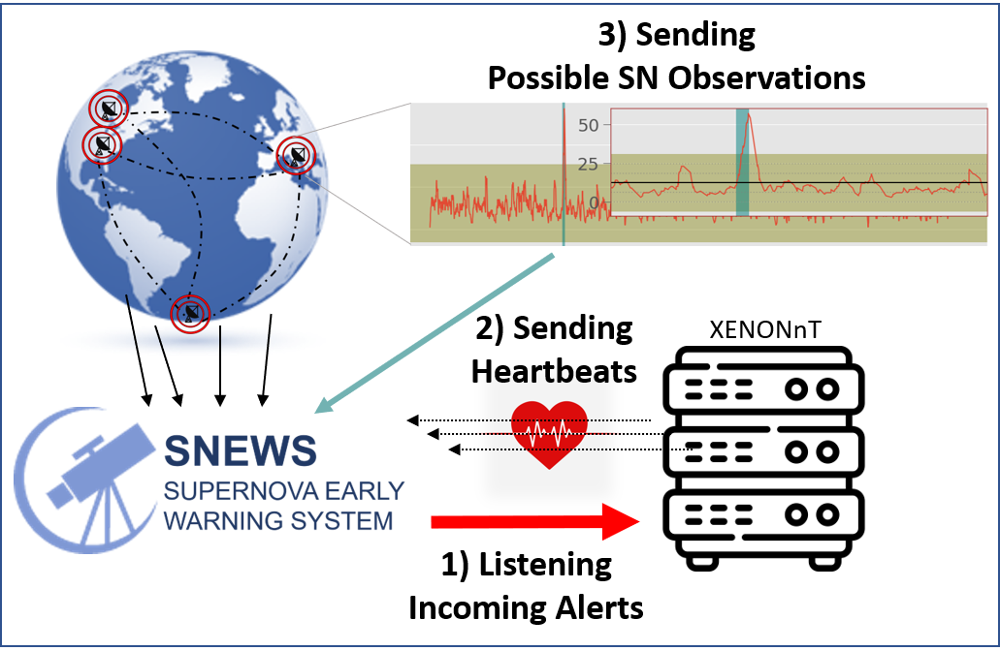 3) Sending
Possible SN Observations
50
25
0
2) Sending
Heartbeats
XENONnT
SNEWS
SUPERNOVA EARLY
WARNING SYSTEM
1) Listening
Incoming Alerts